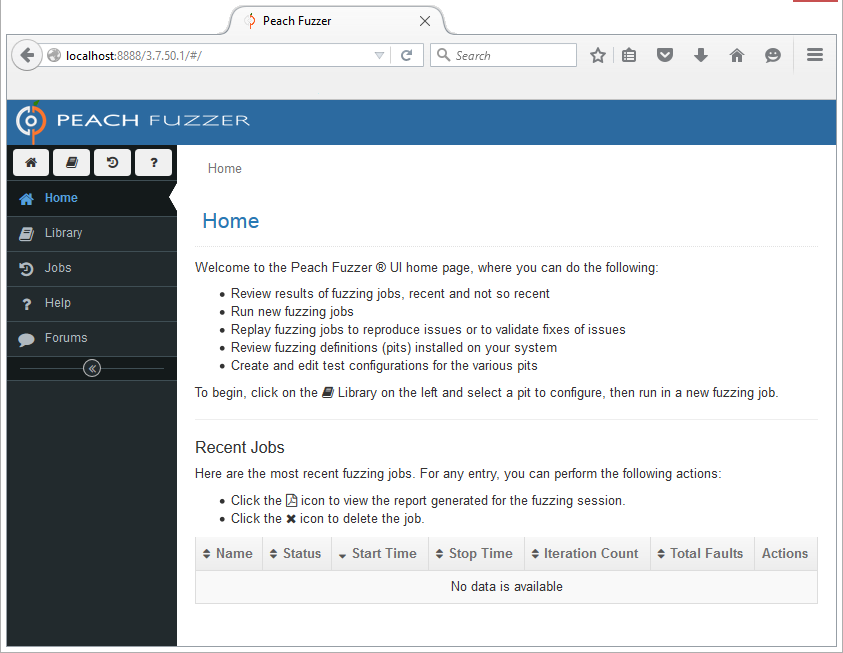 Peach Fuzzer
localhost:8888/3.7.50.1/#/
Search
PEACH FUZZER
?
Home
Library
Jobs
? Help
Forums
Home
Home
Welcome to the Peach Fuzzer ® UI home page, where you can do the following:
• Review results of fuzzing jobs, recent and not so recent
• Run new fuzzing jobs
• Replay fuzzing jobs to reproduce issues or to validate fixes of issues
• Review fuzzing definitions (pits) installed on your system
• Create and edit test configurations for the various pits
To begin, click on the Library on the left and select a pit to configure, then run in a new fuzzing job.
Recent Jobs
Here are the most recent fuzzing jobs. For any entry, you can perform the following actions:
• Click the icon to view the report generated for the fuzzing session.
• Click the ✖ icon to delete the job.
Name Status Start Time Stop Time Iteration Count Total Faults Actions
No data is available